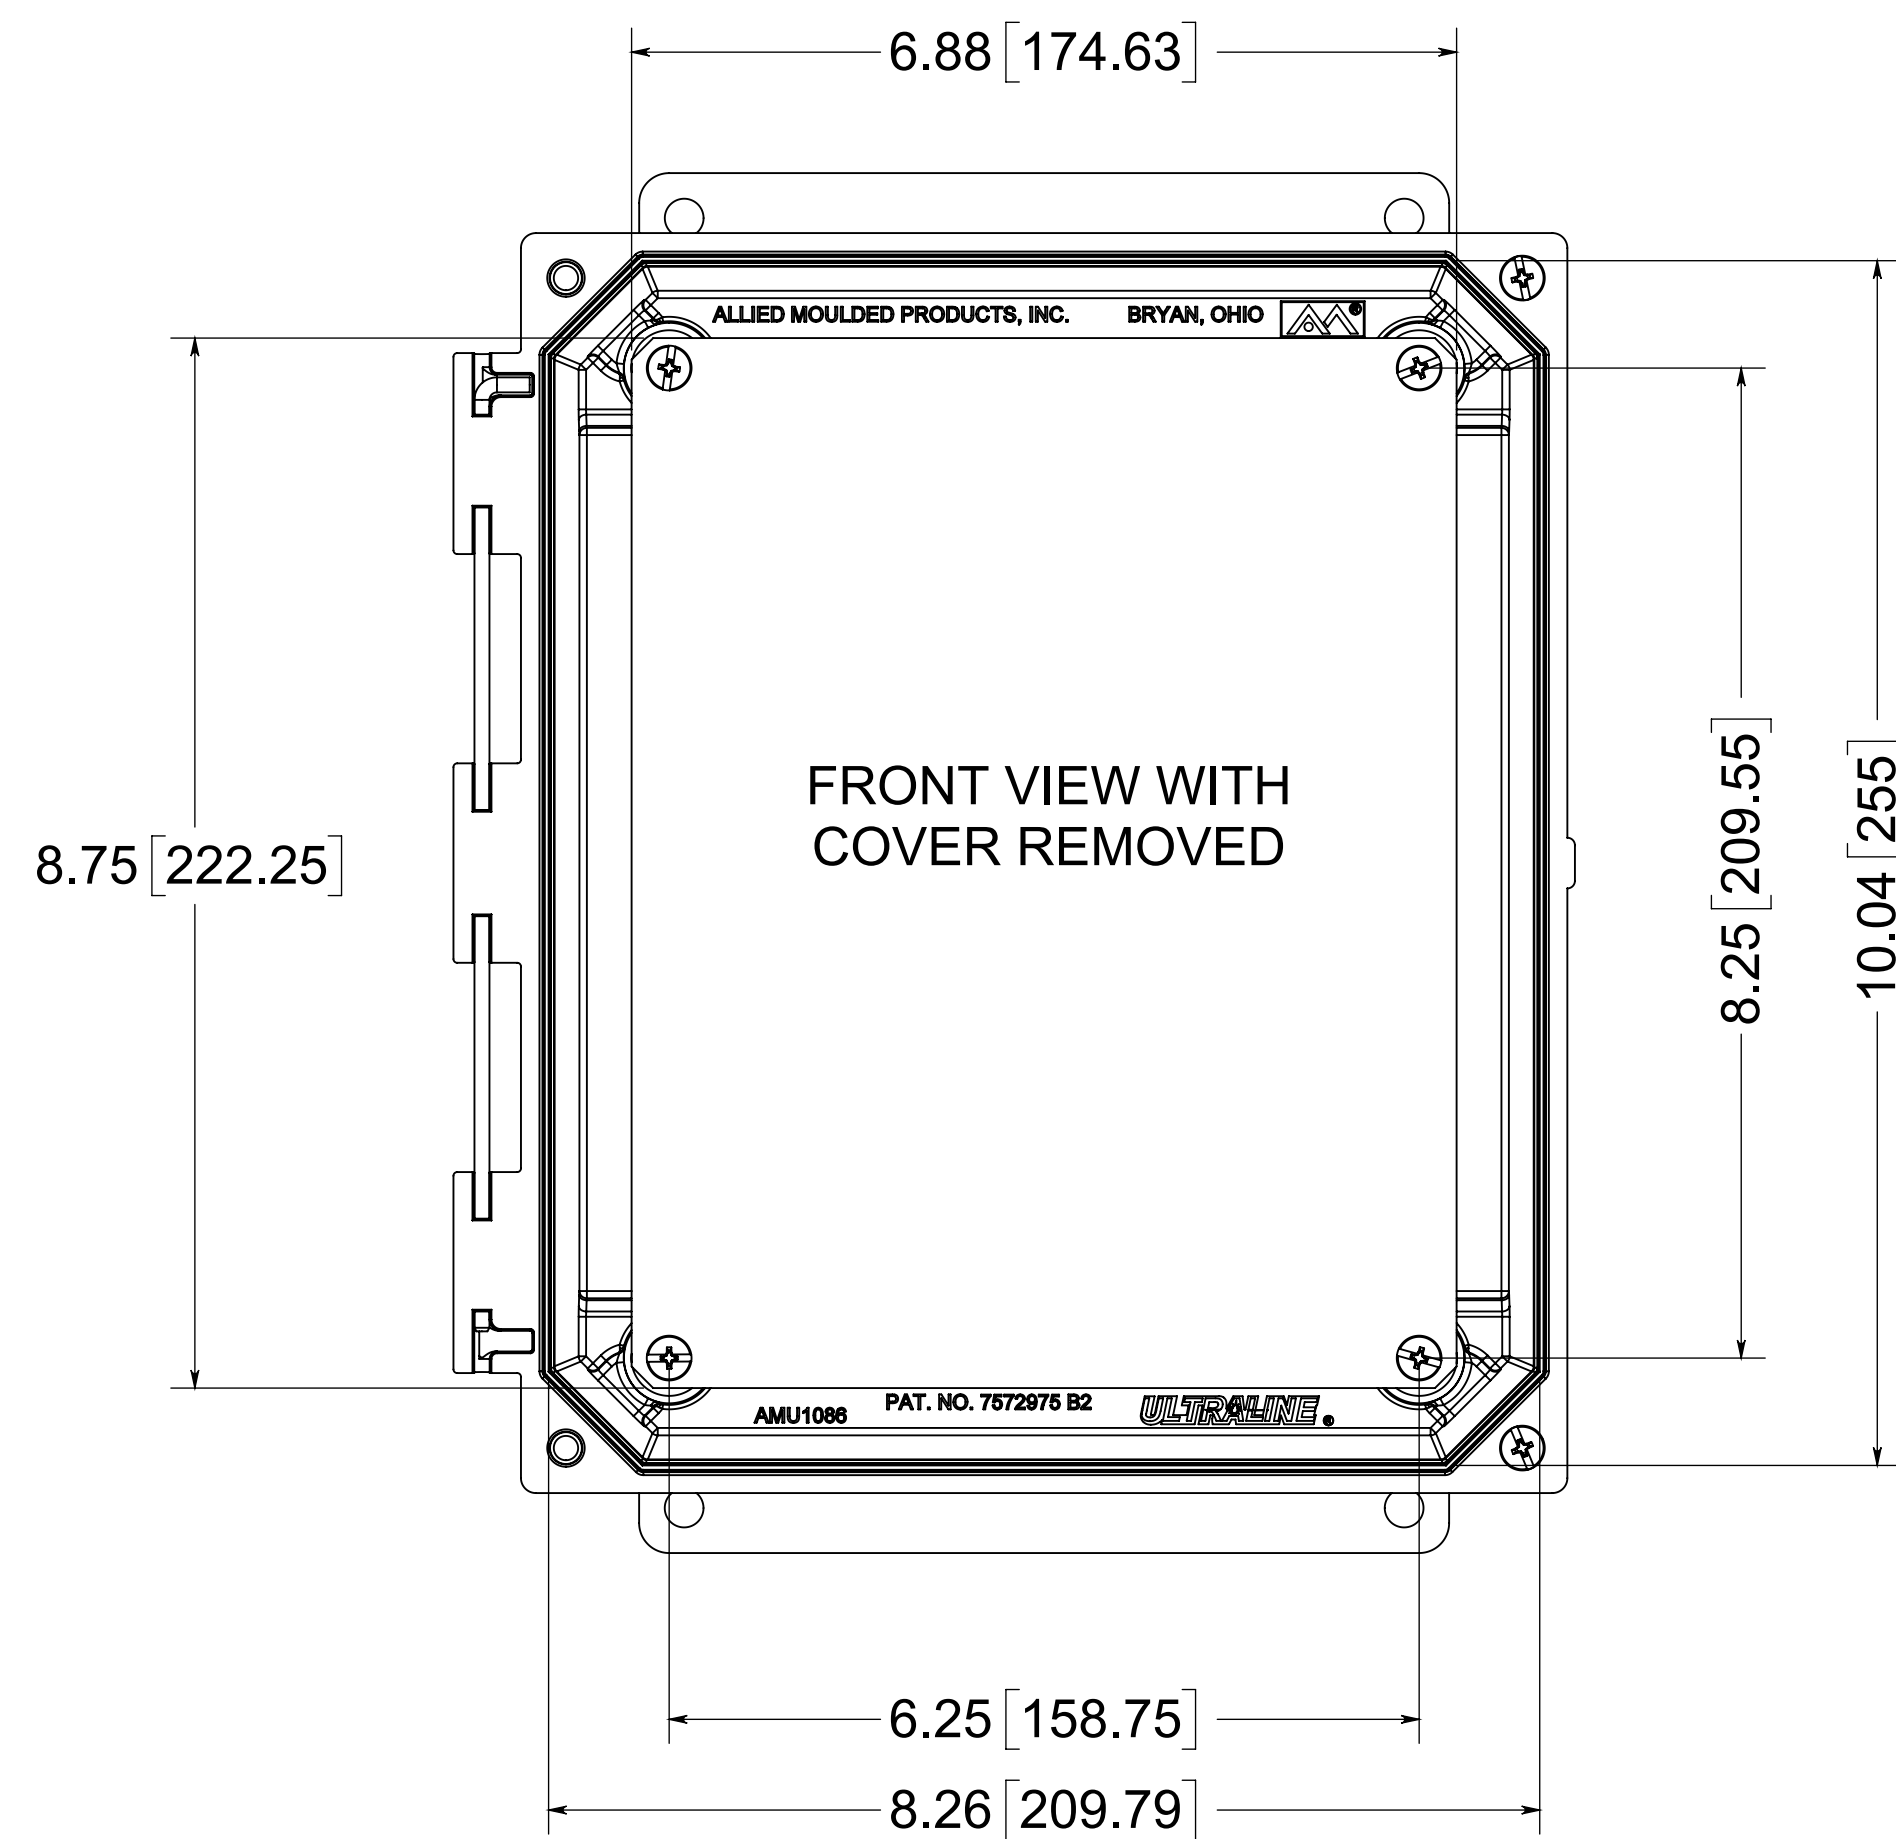 6.88 [174.63]
ALLIED MOULDED PRODUCTS, INC. BRYAN, OHIO ®
FRONT VIEW WITH
COVER REMOVED
8.75 [222.25]
8.25 [209.55]
10.04 [255]
AMU1086 PAT. NO. 7572975 B2 ULTRALINE ®
6.25 [158.75]
8.26 [209.79]